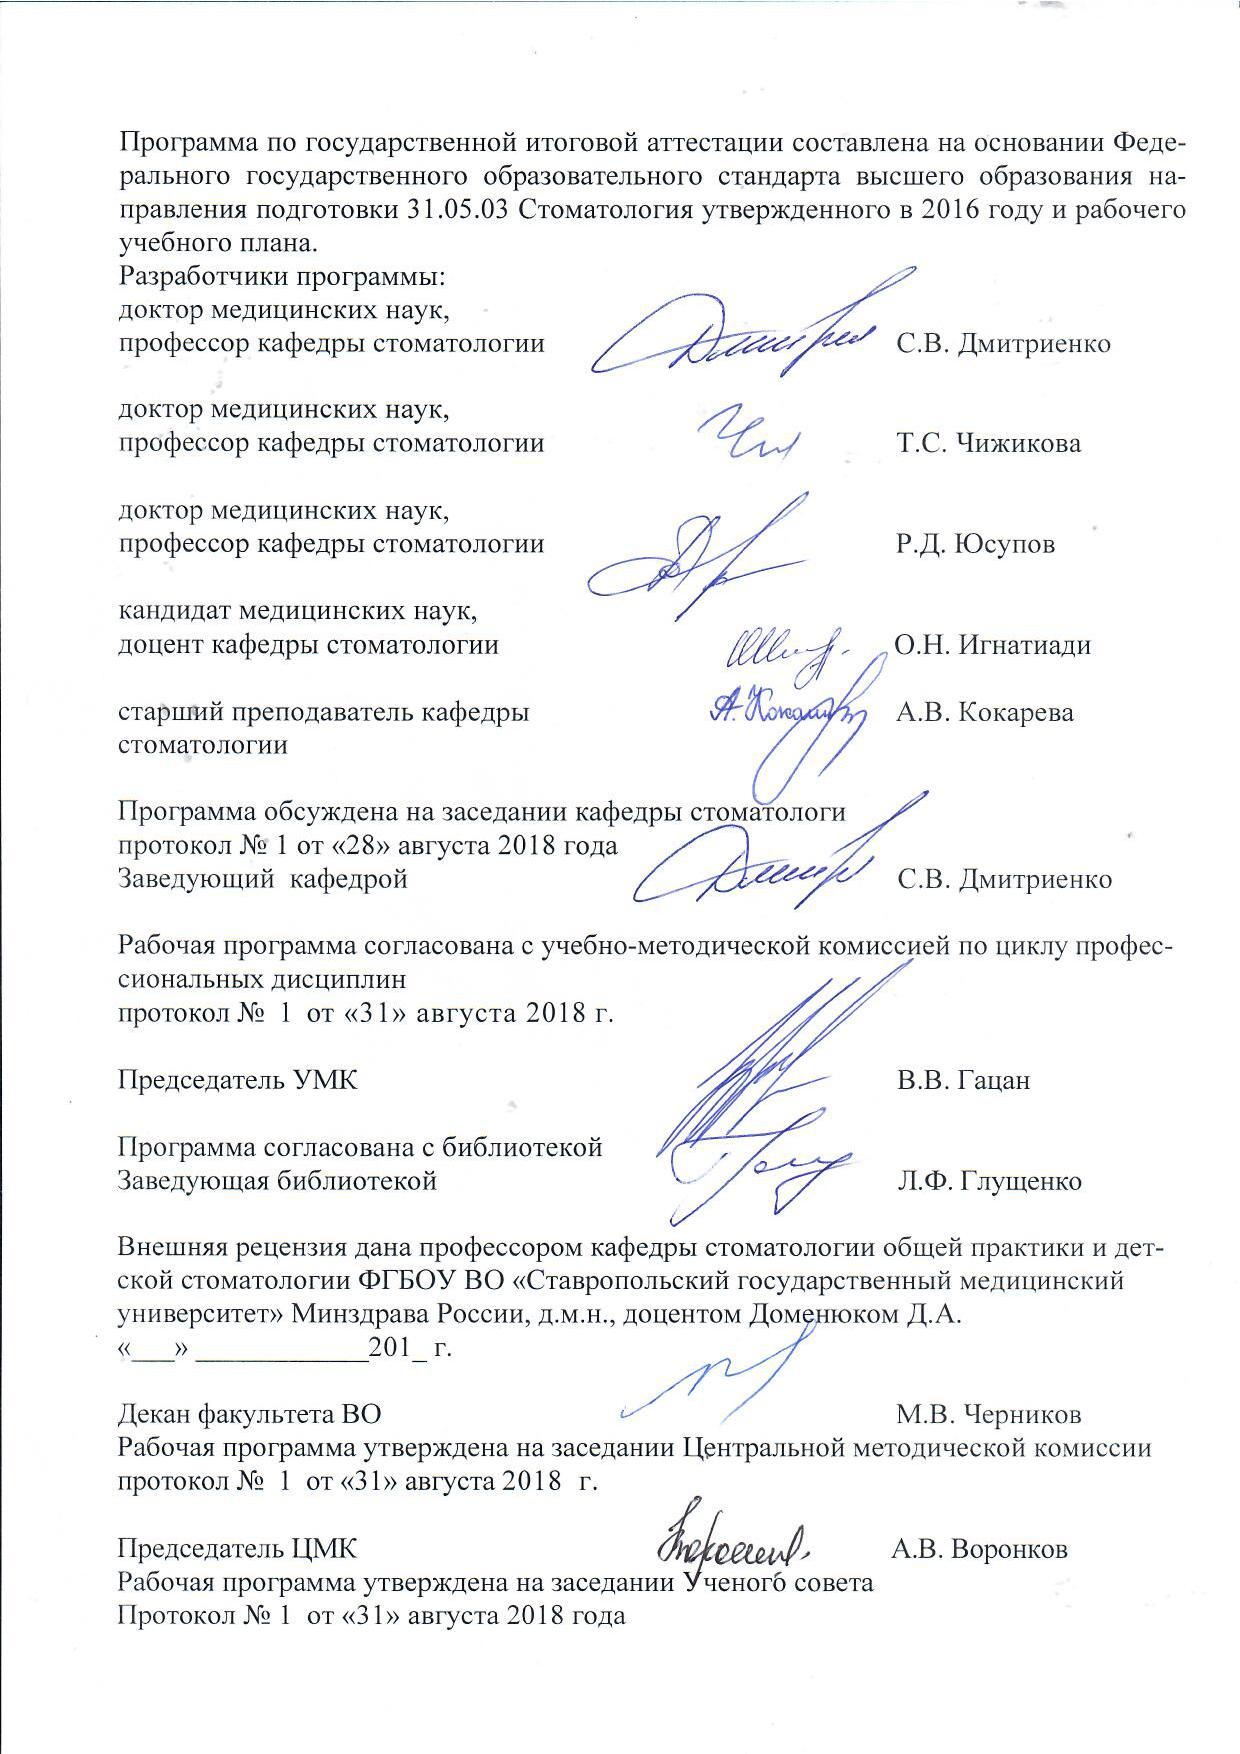 Программа по государственной итоговой аттестации составлена на основании Феде-
рального государственного образовательного стандарта высшего образования на-
правления подготовки 31.05.03 Стоматология утвержденного в 2016 году и рабочего
учебного плана.
Разработчики программы:
доктор медицинских наук,
профессор кафедры стоматологии С.В. Дмитриенко
доктор медицинских наук,
профессор кафедры стоматологии Т.С. Чижикова
доктор медицинских наук,
профессор кафедры стоматологии Р.Д. Юсупов
кандидат медицинских наук,
доцент кафедры стоматологии О.Н. Игнатиади
старший преподаватель кафедры А.В. Кокарева
стоматологии
Программа обсуждена на заседании кафедры стоматологи
протокол № 1 от «28» августа 2018 года
Заведующий кафедрой С.В. Дмитриенко
Рабочая программа согласована с учебно-методической комиссией по циклу профес-
сиональных дисциплин
протокол № 1 от «31» августа 2018 г.
Председатель УМК В.В. Гацан
Программа согласована с библиотекой
Заведующая библиотекой Л.Ф. Глущенко
Внешняя рецензия дана профессором кафедры стоматологии общей практики и дет-
ской стоматологии ФГБОУ ВО «Ставропольский государственный медицинский
университет» Минздрава России, д.м.н., доцентом Доменюком Д.А.
«___» ____________201_ г.
Декан факультета ВО М.В. Черников
Рабочая программа утверждена на заседании Центральной методической комиссии
протокол № 1 от «31» августа 2018 г.
Председатель ЦМК А.В. Воронков
Рабочая программа утверждена на заседании Ученого совета
Протокол № 1 от «31» августа 2018 года